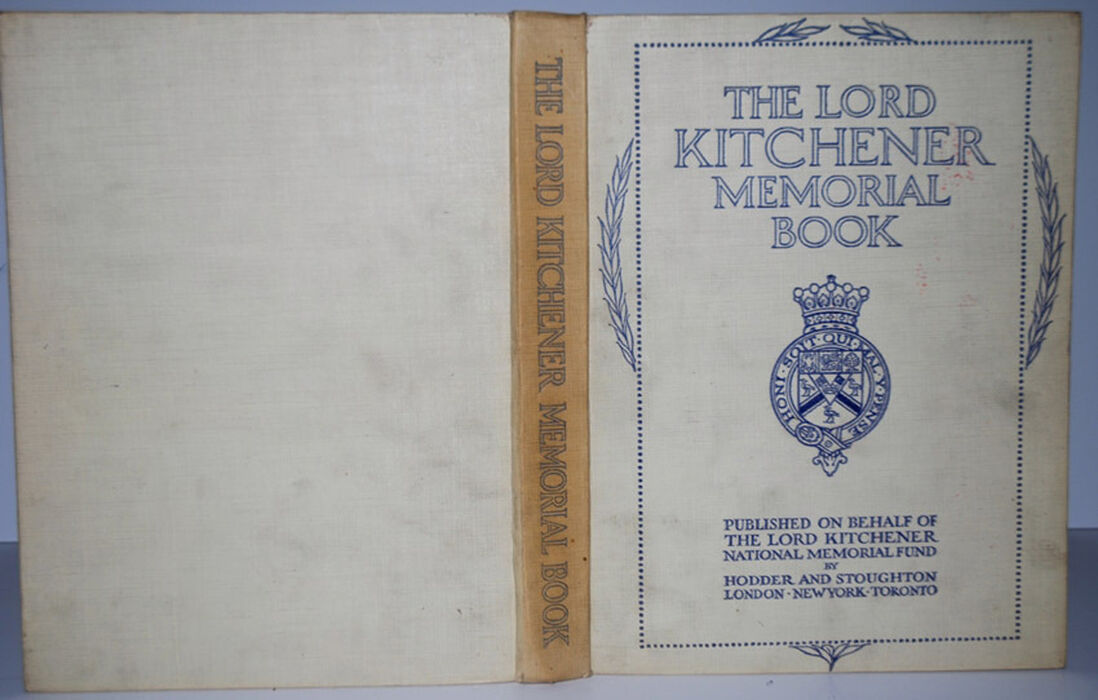 THE LORD KITCHENER MEMORIAL BOOK
THE LORD
KITCHENER
MEMORIAL
BOOK
HONI · SOIT · QUI · MAL · Y · PENSE
PUBLISHED ON BEHALF OF
THE LORD KITCHENER
NATIONAL MEMORIAL FUND
BY
HODDER AND STOUGHTON
LONDON · NEW YORK · TORONTO